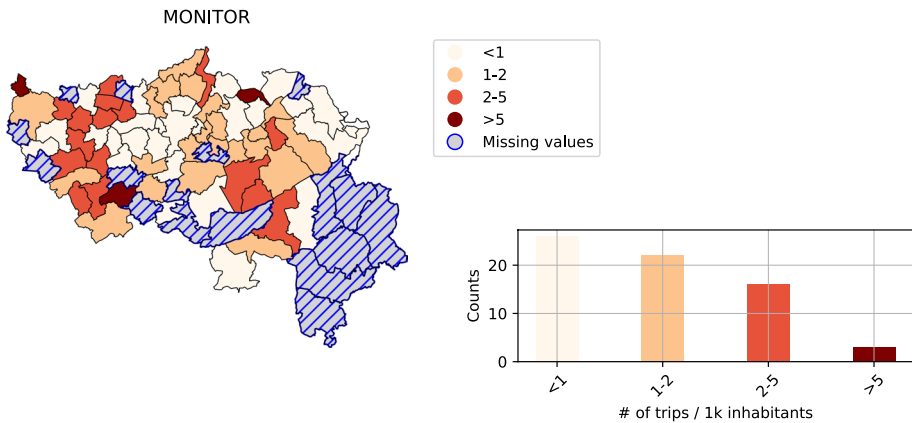 MONITOR
<1
1-2
2-5
>5
Missing values
Counts
20
10
0
<1
1-2
2-5
>5
# of trips / 1k inhabitants